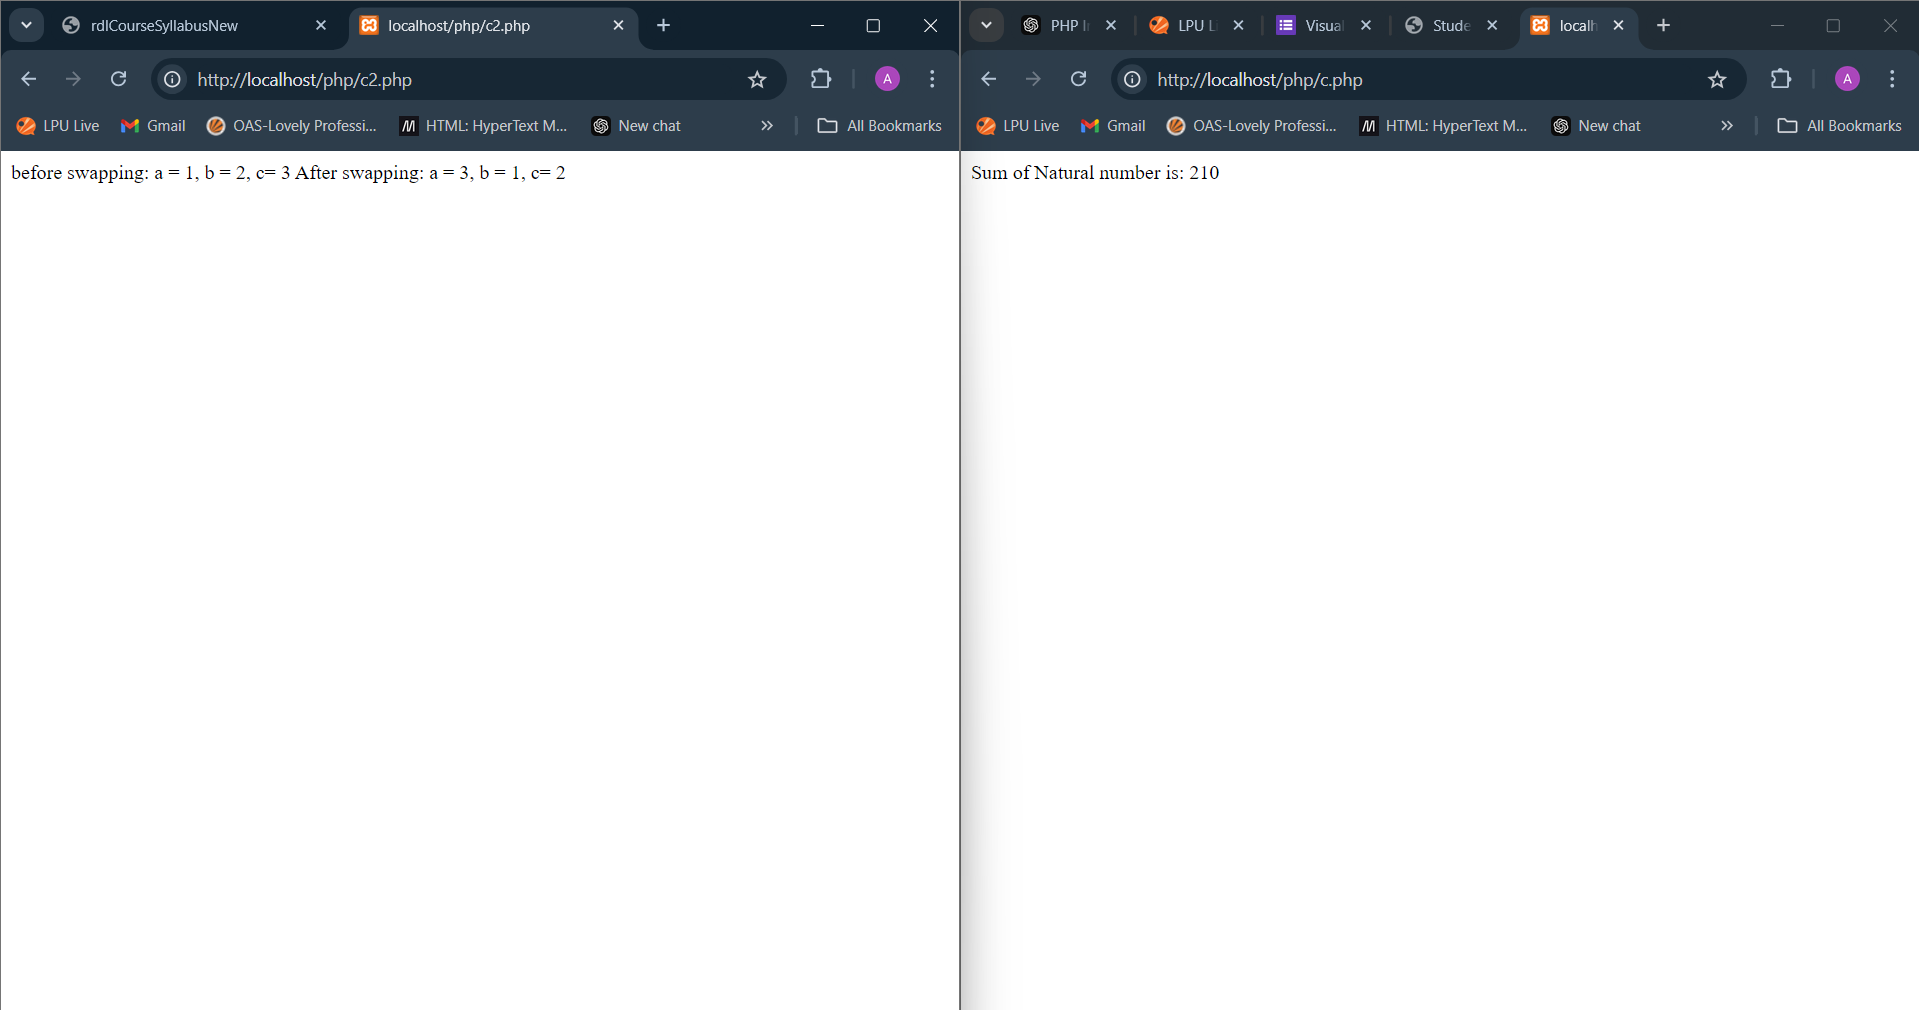 rdlCourseSyllabusNew
localhost/php/c2.php
http://localhost/php/c2.php
A
LPU Live
Gmail
OAS-Lovely Professi...
HTML: HyperText M...
New chat
All Bookmarks
before swapping: a = 1, b = 2, c= 3 After swapping: a = 3, b = 1, c= 2
PHP I
LPU L
Visual
Stude
localh
http://localhost/php/c.php
A
LPU Live
Gmail
OAS-Lovely Professi...
HTML: HyperText M...
New chat
All Bookmarks
Sum of Natural number is: 210